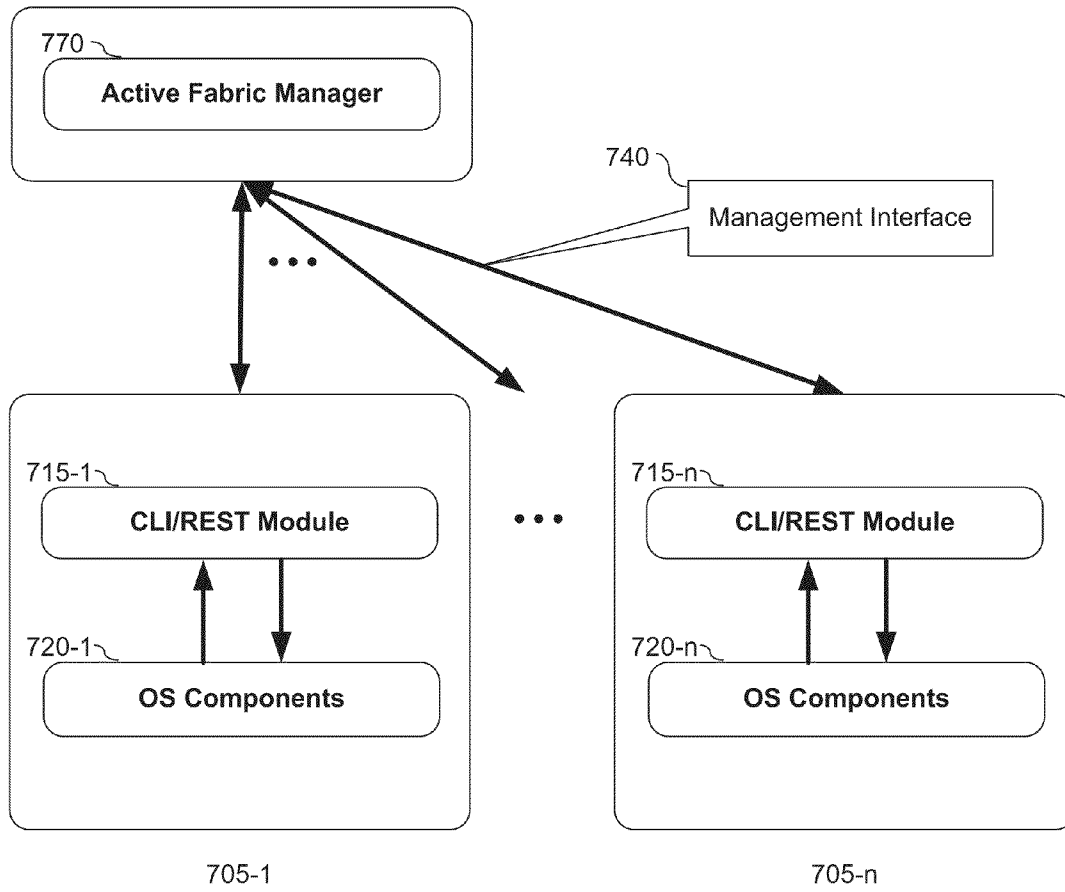 770
Active Fabric Manager
740
Management Interface
715-1
CLI/REST Module
715-n
CLI/REST Module
720-1
OS Components
720-n
OS Components
705-1
705-n